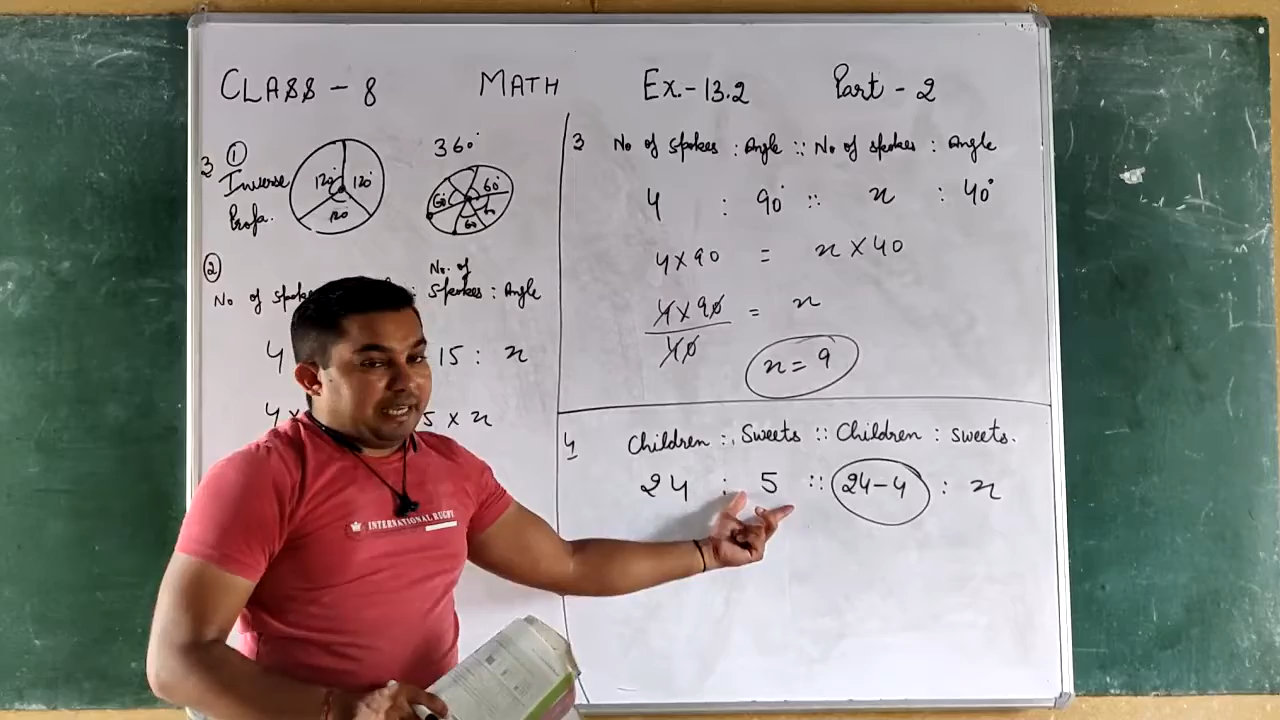 CLASS - 8 MATH Ex.- 13.2 Part - 2
3 ①
Inverse
Propn.
120° 120°
120
360°
60° 60° 60 60
②
No of spokes : No. of Spokes : Angle
4 15 : x
4 × 5 × x
3 No of spokes : Angle :: No of spokes : Angle
4 : 90° :: x : 40°
4×90 = x × 40
4×90 = x
40
x = 9
4 Children : Sweets :: Children : sweets.
24 : 5 :: 24-4 : x
INTERNATIONAL RUGBY